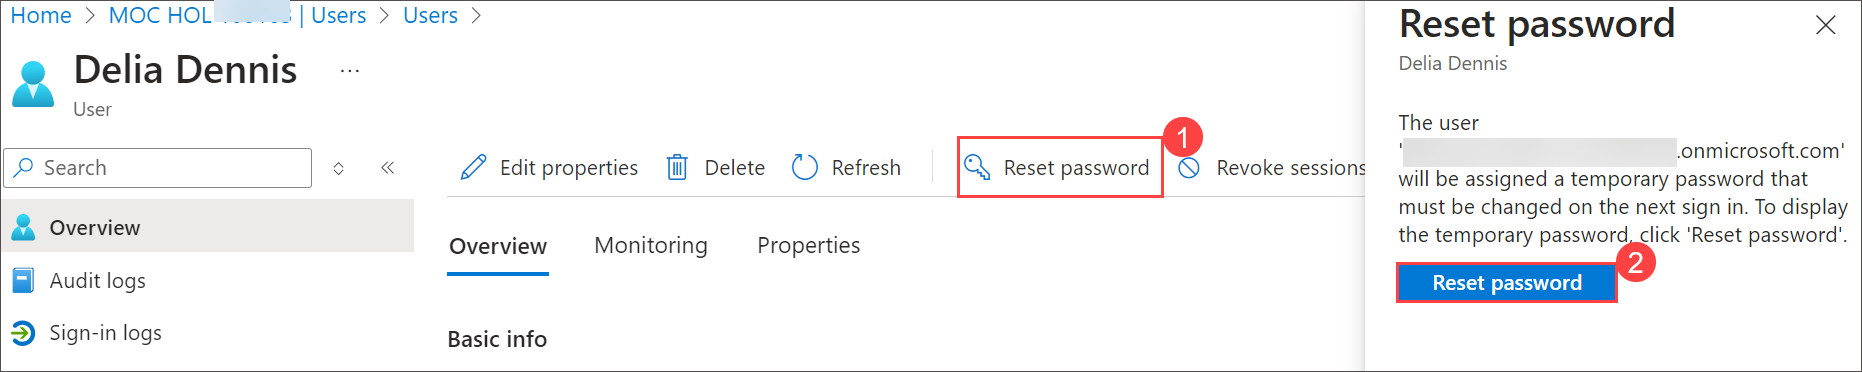 Home > MOC HOL | Users > Users >
Delia Dennis ...
User
Search
Overview
Audit logs
Sign-in logs
Edit properties Delete Refresh Reset password Revoke sessions
1
Overview Monitoring Properties
Basic info
Reset password
Delia Dennis
The user
' .onmicrosoft.com'
will be assigned a temporary password that
must be changed on the next sign in. To display
the temporary password, click 'Reset password'.
Reset password
2